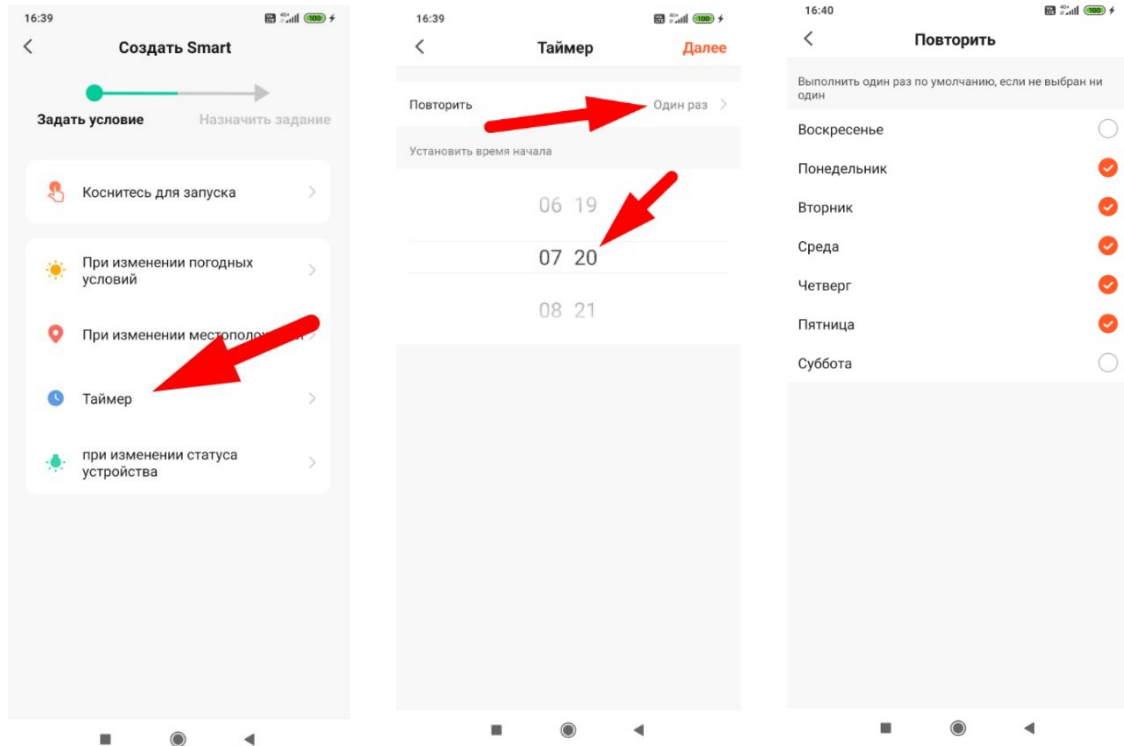 16:39
100
Создать Smart
Задать условие
Назначить задание
Коснитесь для запуска
При изменении погодных
условий
При изменении местополо
Таймер
при изменении статуса
устройства
16:39
100
Таймер
Далее
Повторить
Один раз
Установить время начала
06 19
07 20
08 21
16:40
100
Повторить
Выполнить один раз по умолчанию, если не выбран ни
один
Воскресенье
Понедельник
Вторник
Среда
Четверг
Пятница
Суббота